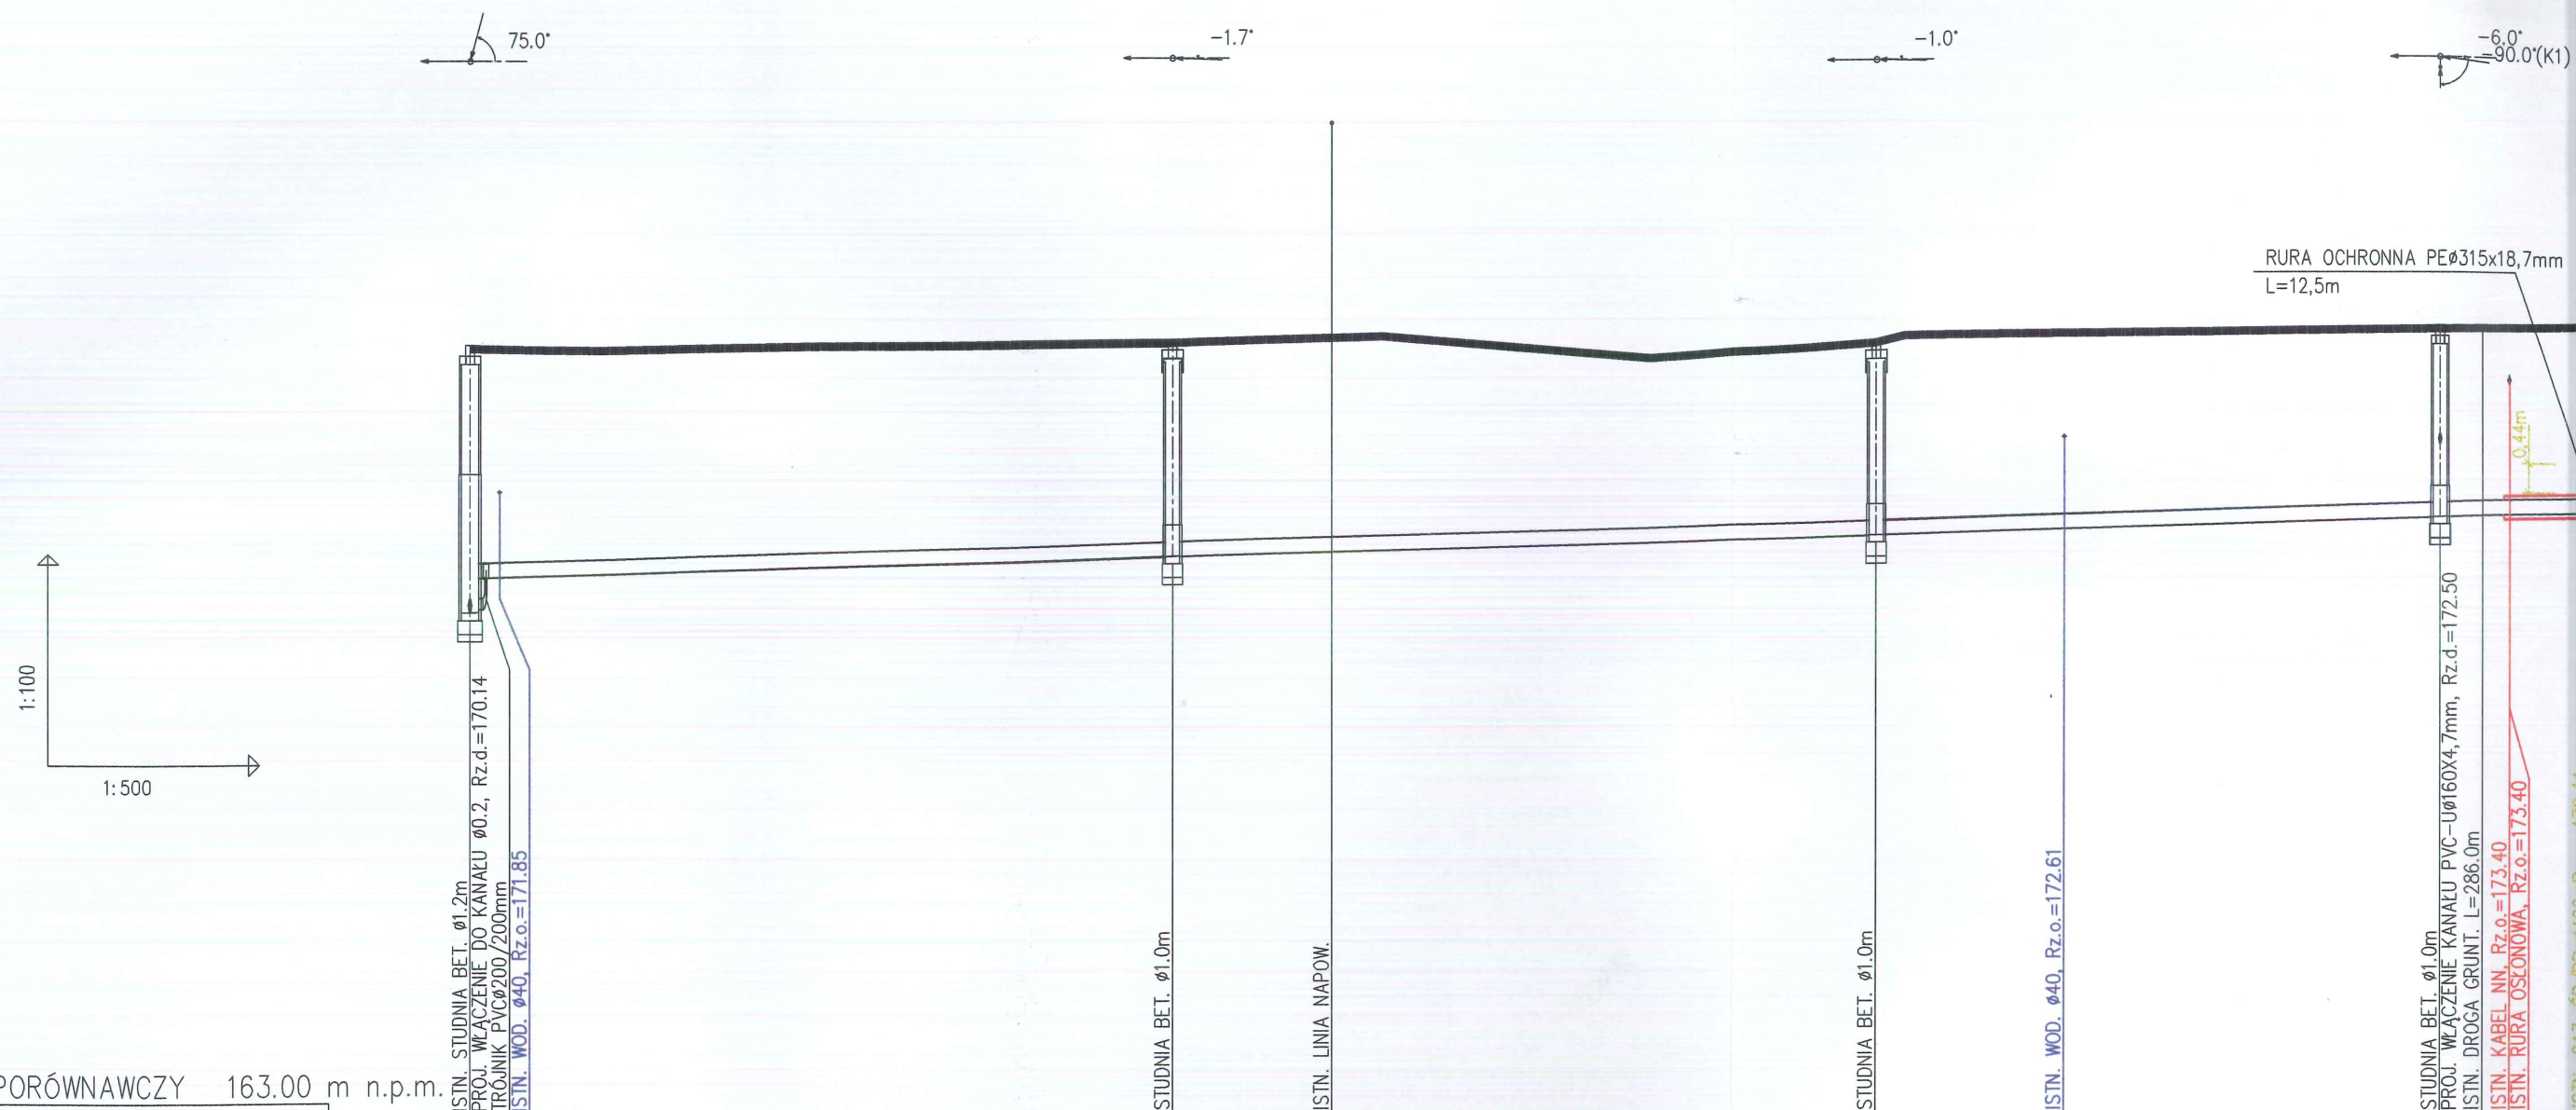 75.0°
-1.7°
-1.0°
-6.0°
-90.0°(K1)
RURA OCHRONNA PEø315x18,7mm
L=12,5m
0,44m
1:100
1:500
ISTN. STUDNIA BET. ø1.2m
PROJ. WŁĄCZENIE DO KANAŁU ø0.2, Rz.d.=170.14
TRÓJNIK PVCø200/200mm
ISTN. WOD. ø40, Rz.o.=171.85
STUDNIA BET. ø1.0m
ISTN. LINIA NAPOW.
STUDNIA BET. ø1.0m
ISTN. WOD. ø40, Rz.o.=172.61
STUDNIA BET. ø1.0m
PROJ. WŁĄCZENIE KANAŁU PVC-Uø160X4,7mm, Rz.d.=172.50
ISTN. DROGA GRUNT. L=286.0m
ISTN. KABEL NN, Rz.o.=173.40
ISTN. RURA OSŁONOWA, Rz.o.=173.40
PORÓWNAWCZY 163.00 m n.p.m.